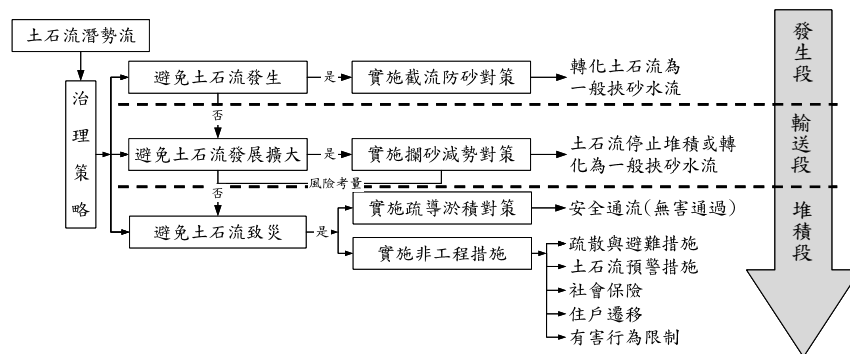 土石流潛勢流
治理策略
避免土石流發生
是
實施截流防砂對策
轉化土石流為
一般挾砂水流
發生段
否
避免土石流發展擴大
是
實施攔砂減勢對策
土石流停止堆積或轉
化為一般挾砂水流
輸送段
風險考量
否
避免土石流致災
是
實施疏導淤積對策
安全通流(無害通過)
堆積段
實施非工程措施
疏散與避難措施
土石流預警措施
社會保險
住戶遷移
有害行為限制